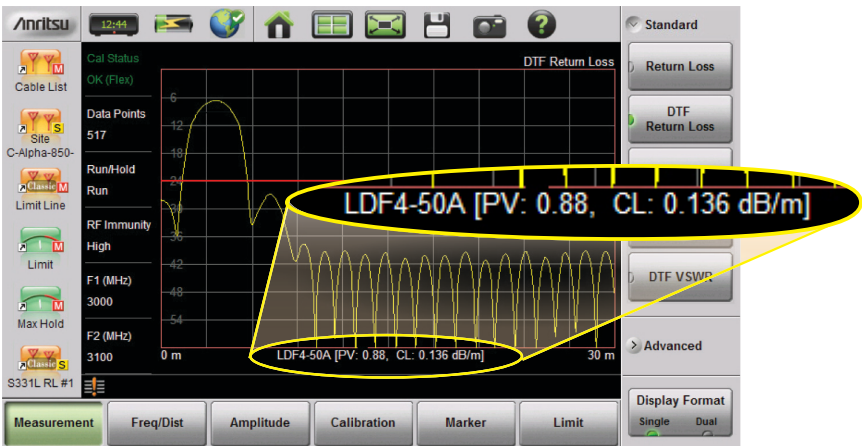 Anritsu
12:44
Standard
Cable List
Cal Status
OK (Flex)
DTF Return Loss
Return Loss
Site
C-Alpha-850-
Data Points
517
DTF
Return Loss
Classic
Limit Line
Run/Hold
Run
LDF4-50A [PV: 0.88, CL: 0.136 dB/m]
Limit
RF Immunity
High
Max Hold
F1 (MHz)
3000
DTF VSWR
Classic
S331L RL #1
F2 (MHz)
3100
-6
-12
-18
-24
-30
-36
-42
-48
-54
0 m
LDF4-50A [PV: 0.88, CL: 0.136 dB/m]
30 m
Advanced
Display Format
Single Dual
Measurement
Freq/Dist
Amplitude
Calibration
Marker
Limit
M
S
M
M
M
S